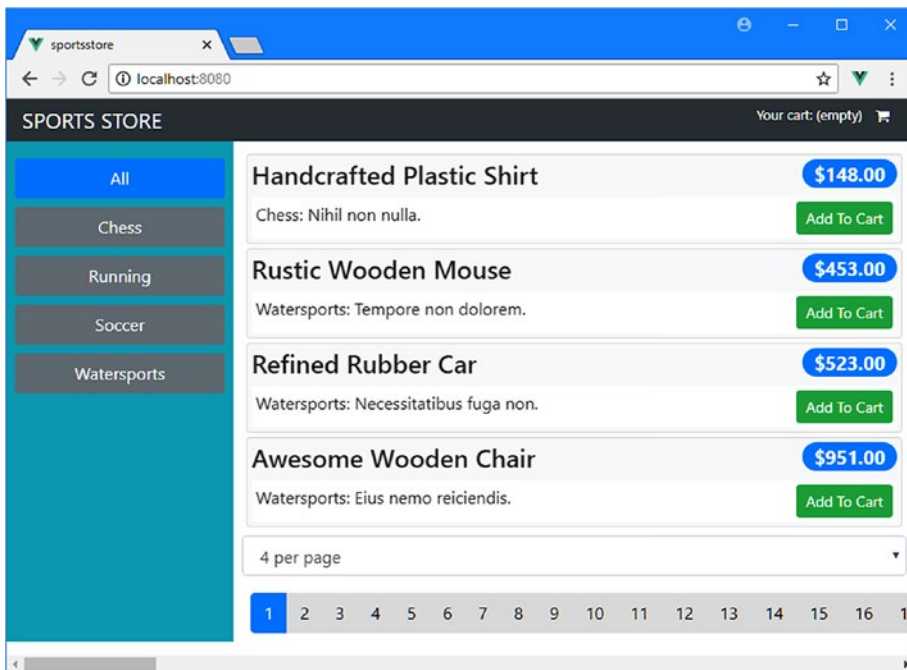 sportsstore
localhost:8080
SPORTS STORE
Your cart: (empty)
All
Chess
Running
Soccer
Watersports
Handcrafted Plastic Shirt
$148.00
Chess: Nihil non nulla.
Add To Cart
Rustic Wooden Mouse
$453.00
Watersports: Tempore non dolorem.
Add To Cart
Refined Rubber Car
$523.00
Watersports: Necessitatibus fuga non.
Add To Cart
Awesome Wooden Chair
$951.00
Watersports: Eius nemo reiciendis.
Add To Cart
4 per page
1 2 3 4 5 6 7 8 9 10 11 12 13 14 15 16